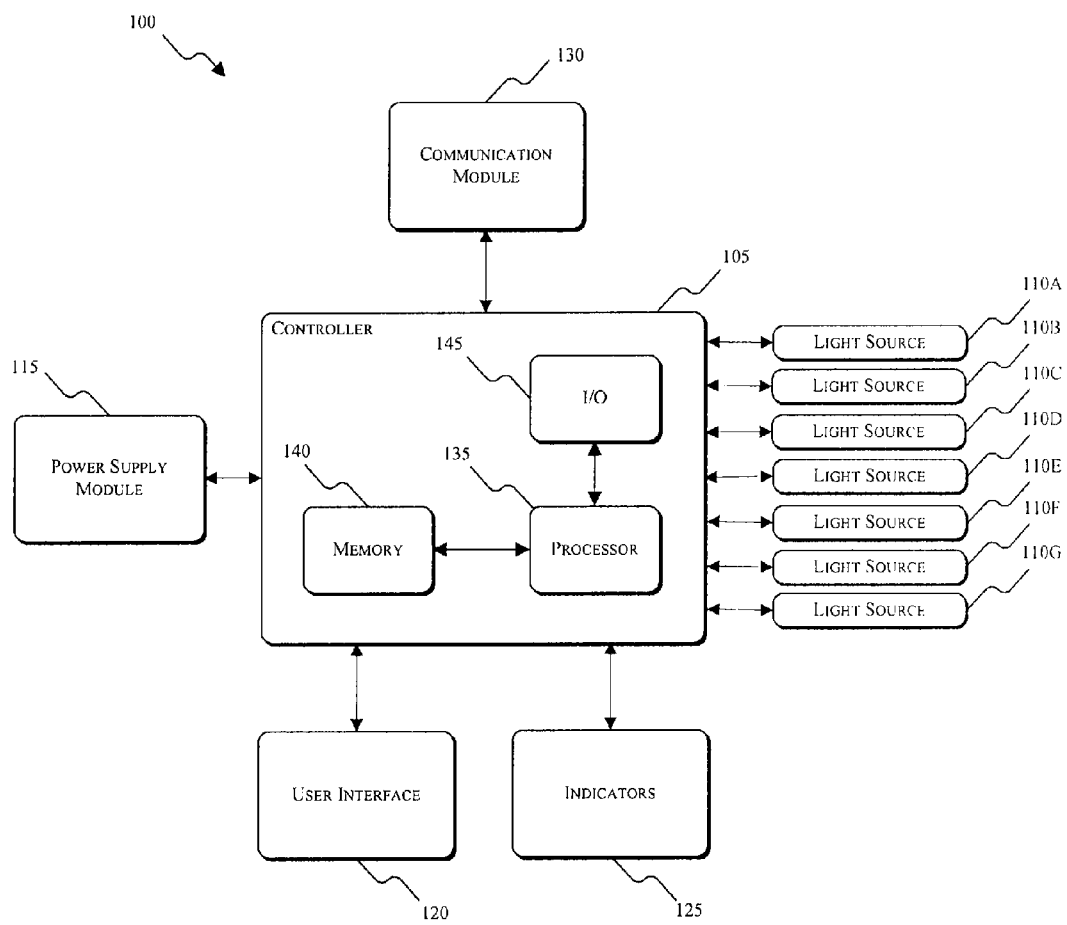 100
130
COMMUNICATION
MODULE
105
CONTROLLER
110A
LIGHT SOURCE
110B
LIGHT SOURCE
110C
LIGHT SOURCE
110D
LIGHT SOURCE
110E
LIGHT SOURCE
110F
LIGHT SOURCE
110G
LIGHT SOURCE
145
I/O
115
POWER SUPPLY
MODULE
140
MEMORY
135
PROCESSOR
USER INTERFACE
120
INDICATORS
125